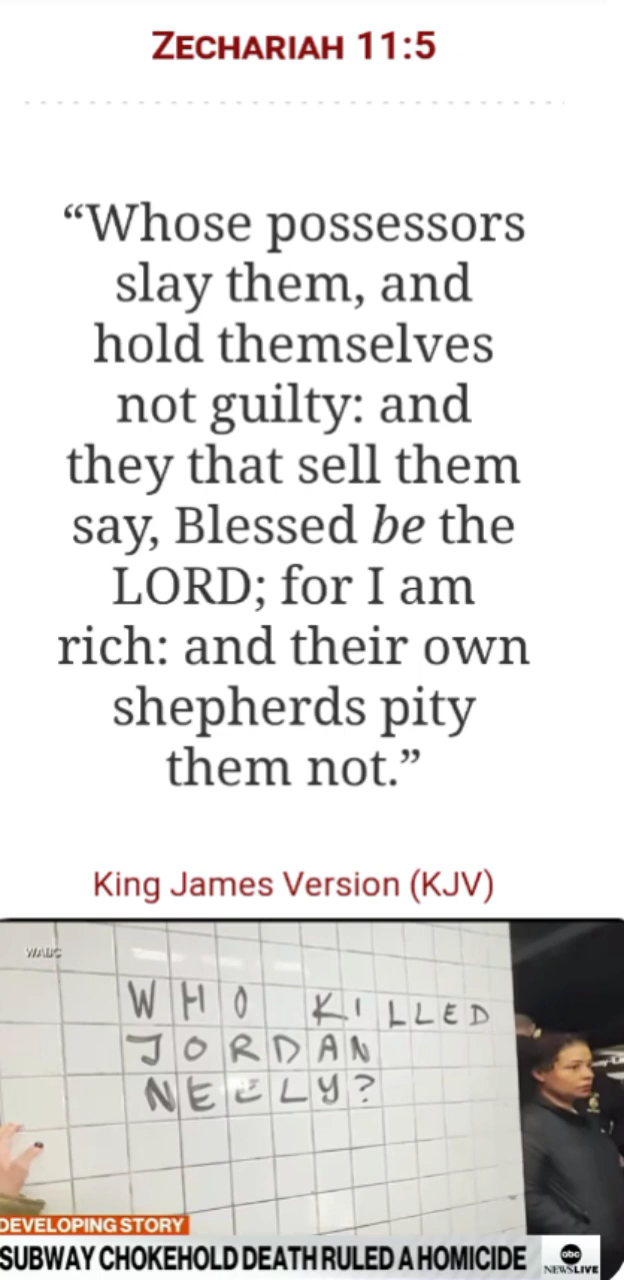 ZECHARIAH 11:5
“Whose possessors
slay them, and
hold themselves
not guilty: and
they that sell them
say, Blessed be the
LORD; for I am
rich: and their own
shepherds pity
them not.”
King James Version (KJV)
WABC
WHO KILLED
JORDAN
NEELY?
DEVELOPING STORY
SUBWAY CHOKEHOLD DEATH RULED A HOMICIDE
abc
NEWS LIVE